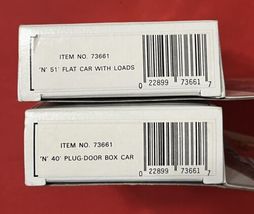 ITEM NO. 73661
'N' 51' FLAT CAR WITH LOADS
0 22899 73661 7
ITEM NO. 73661
'N' 40' PLUG-DOOR BOX CAR
0 22899 73661 7